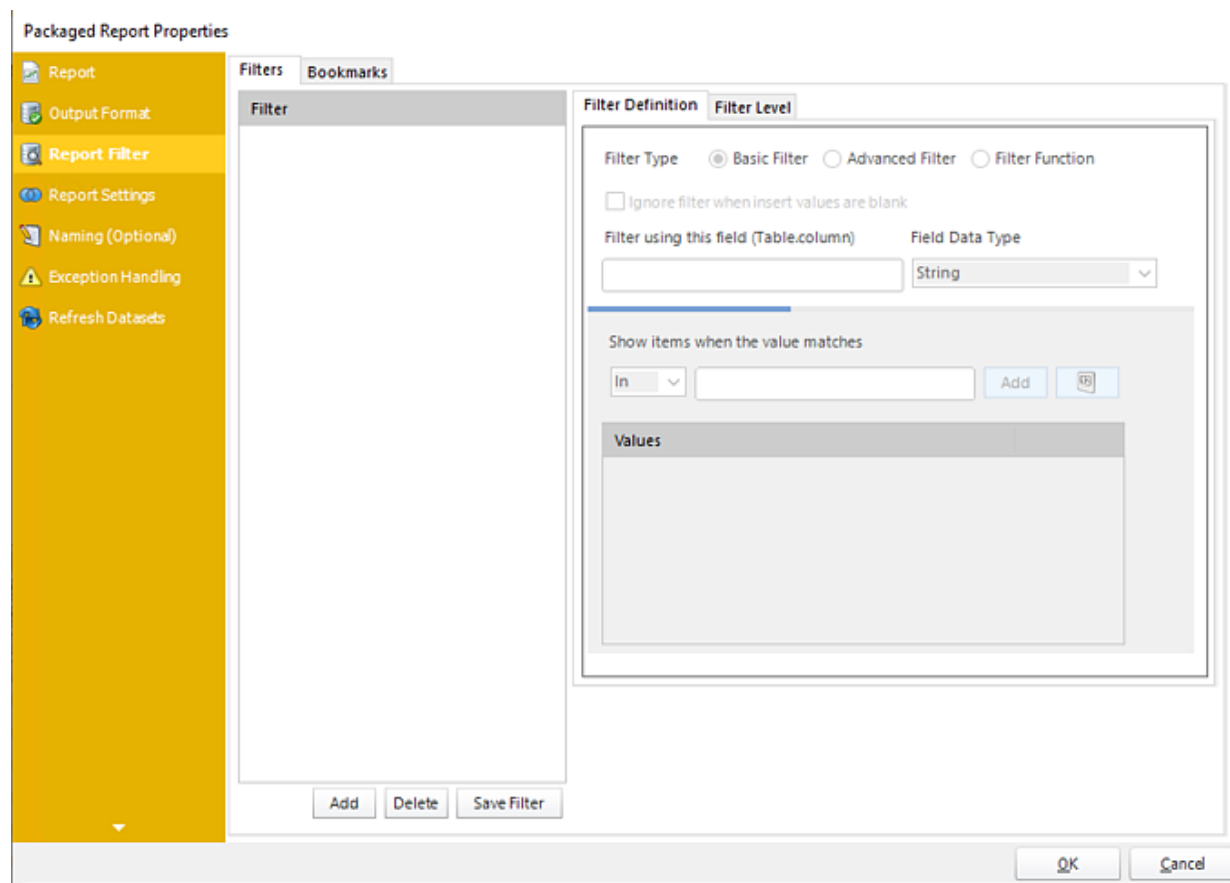 Packaged Report Properties
Report
Output Format
Report Filter
Report Settings
Naming (Optional)
Exception Handling
Refresh Datasets
Filters Bookmarks
Filter
Filter Definition Filter Level
Filter Type Basic Filter Advanced Filter Filter Function
Ignore filter when insert values are blank
Filter using this field (Table.column) Field Data Type
String
Show items when the value matches
In Add
Values
Add Delete Save Filter
OK Cancel